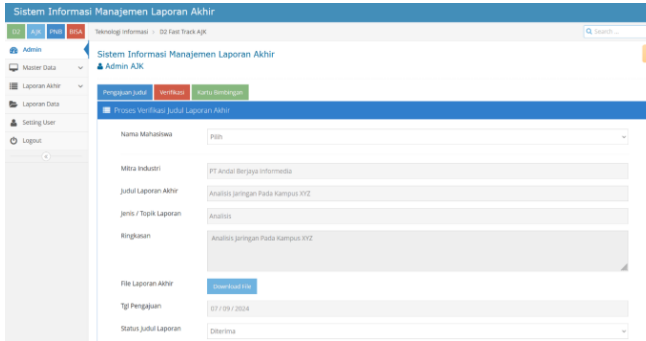 Sistem Informasi Manajemen Laporan Akhir
D2 AJK PNB BISA
Teknologi Informasi > D2 Fast Track AJK
Search ...
Admin
Master Data
Laporan Akhir
Laporan Data
Setting User
Logout
Sistem Informasi Manajemen Laporan Akhir
Admin AJK
Pengajuan Judul Verifikasi Kartu Bimbingan
Proses Verifikasi Judul Laporan Akhir
Nama Mahasiswa
Pilih
Mitra Industri
PT Andal Berjaya Informedia
Judul Laporan Akhir
Analisis Jaringan Pada Kampus XYZ
Jenis / Topik Laporan
Analisis
Ringkasan
Analisis Jaringan Pada Kampus XYZ
File Laporan Akhir
Download File
Tgl Pengajuan
07 / 09 / 2024
Status Judul Laporan
Diterima